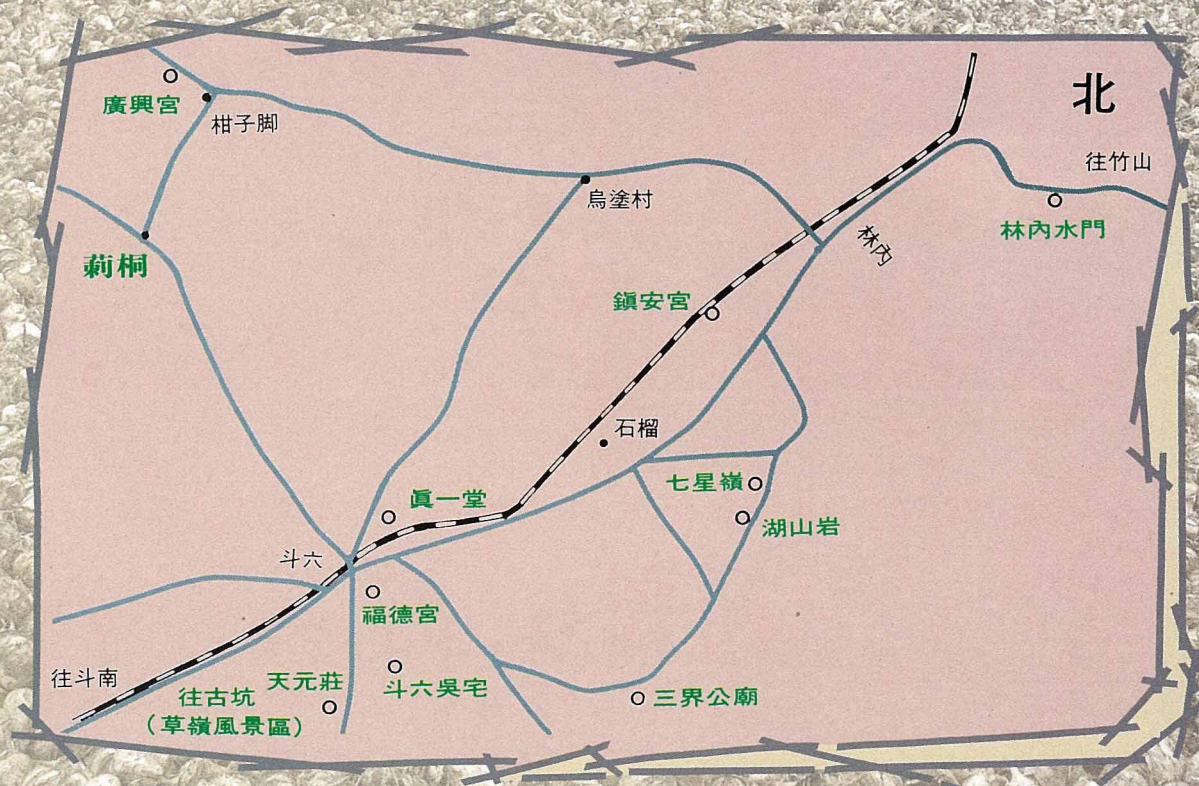 北
廣興宮
柑子脚
往竹山
烏塗村
林內水門
林內
莿桐
鎭安宮
石榴
七星嶺
眞一堂
湖山岩
斗六
福德宮
往斗南
天元莊
斗六吳宅
三界公廟
往古坑
（草嶺風景區）